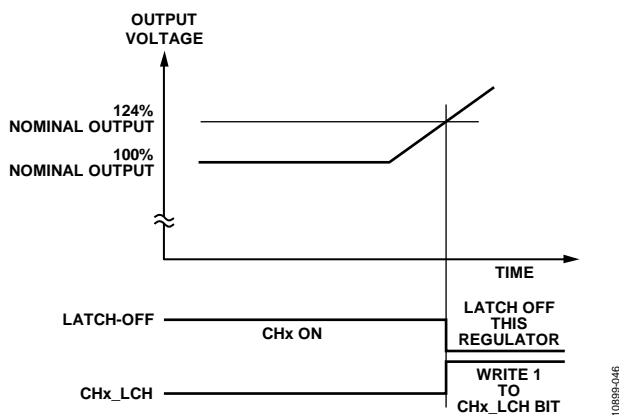 OUTPUT
VOLTAGE
124%
NOMINAL OUTPUT
100%
NOMINAL OUTPUT
TIME
LATCH-OFF
CHx ON
LATCH OFF
THIS
REGULATOR
CHx_LCH
WRITE 1
TO
CHx_LCH BIT
10899-046